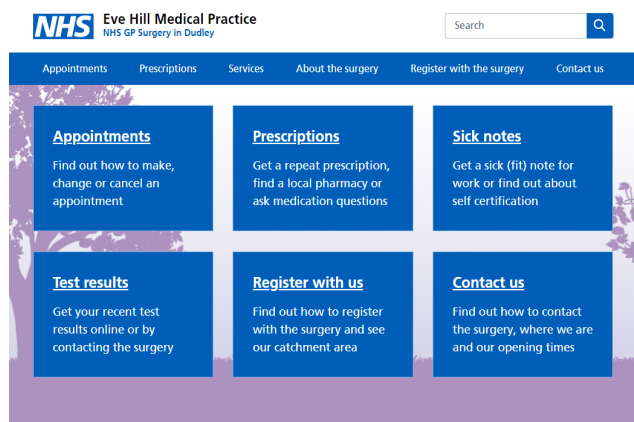 NHS
Eve Hill Medical Practice
NHS GP Surgery in Dudley
Search
Appointments Prescriptions Services About the surgery Register with the surgery Contact us
Appointments
Find out how to make,
change or cancel an
appointment
Prescriptions
Get a repeat prescription,
find a local pharmacy or
ask medication questions
Sick notes
Get a sick (fit) note for
work or find out about
self certification
Test results
Get your recent test
results online or by
contacting the surgery
Register with us
Find out how to register
with the surgery and see
our catchment area
Contact us
Find out how to contact
the surgery, where we are
and our opening times